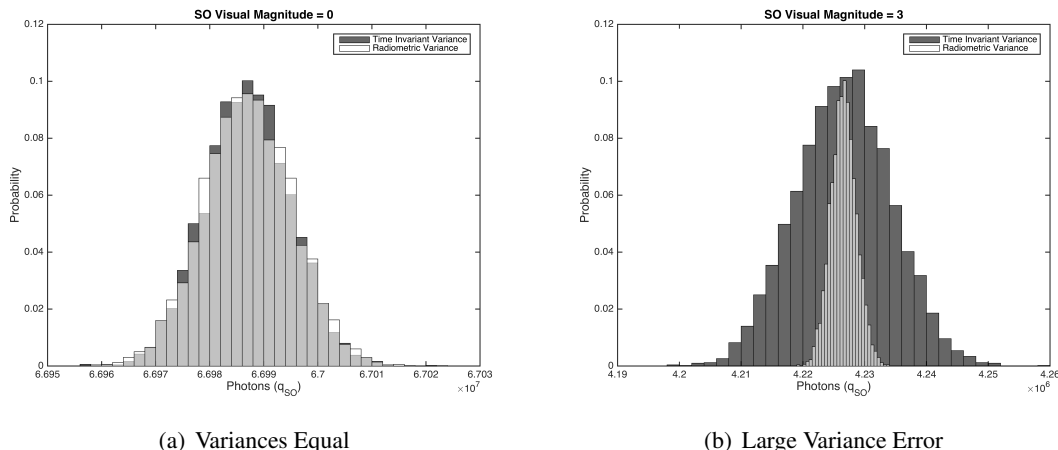 SO Visual Magnitude = 0
0.12
0.1
0.08
0.06
0.04
0.02
0
Probability
Time Invariant Variance
Radiometric Variance
6.695 6.696 6.697 6.698 6.699 6.7 6.701 6.702 6.703
Photons (q_SO)
×10^7
(a) Variances Equal
SO Visual Magnitude = 3
0.12
0.1
0.08
0.06
0.04
0.02
0
Probability
Time Invariant Variance
Radiometric Variance
4.19 4.2 4.21 4.22 4.23 4.24 4.25 4.26
Photons (q_SO)
×10^6
(b) Large Variance Error